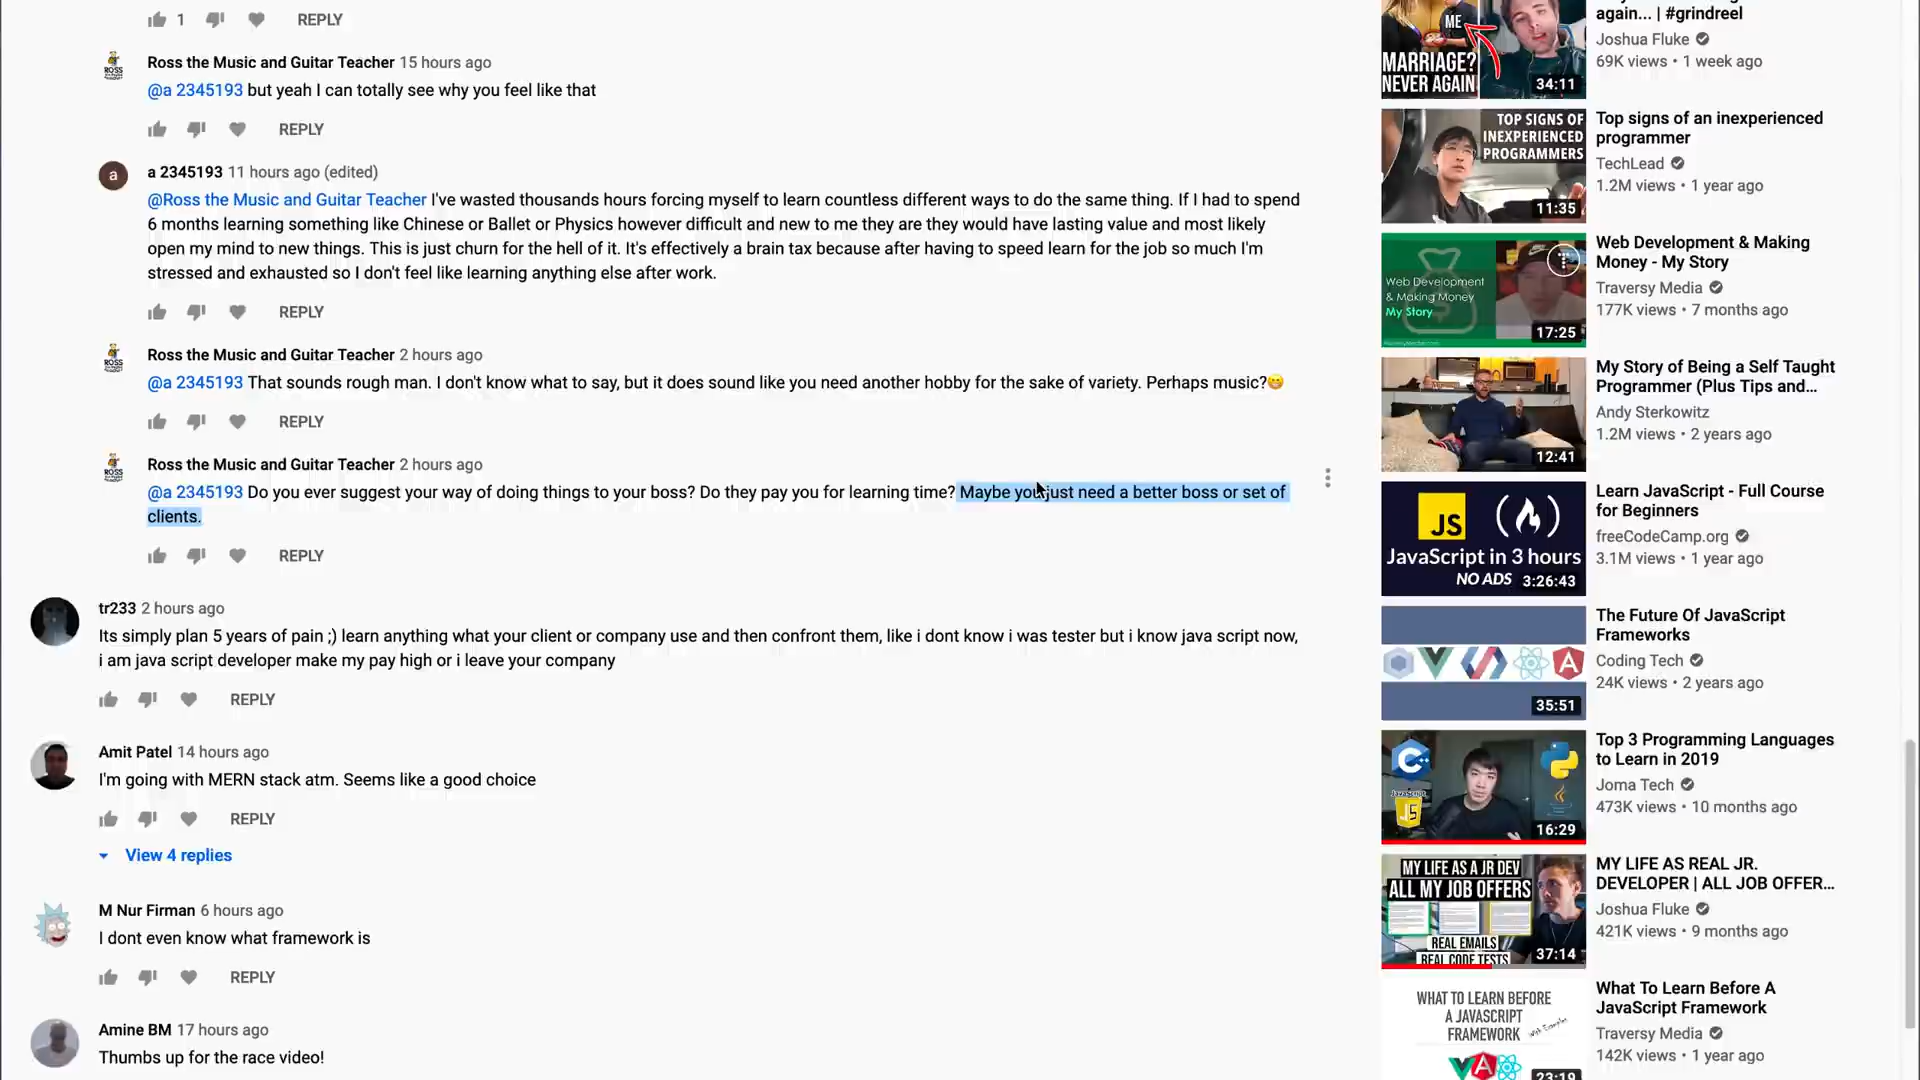 1 REPLY
Ross the Music and Guitar Teacher 15 hours ago
@a 2345193 but yeah I can totally see why you feel like that
REPLY
a 2345193 11 hours ago (edited)
@Ross the Music and Guitar Teacher I've wasted thousands hours forcing myself to learn countless different ways to do the same thing. If I had to spend
6 months learning something like Chinese or Ballet or Physics however difficult and new to me they are they would have lasting value and most likely
open my mind to new things. This is just churn for the hell of it. It's effectively a brain tax because after having to speed learn for the job so much I'm
stressed and exhausted so I don't feel like learning anything else after work.
REPLY
Ross the Music and Guitar Teacher 2 hours ago
@a 2345193 That sounds rough man. I don't know what to say, but it does sound like you need another hobby for the sake of variety. Perhaps music?😁
REPLY
Ross the Music and Guitar Teacher 2 hours ago
@a 2345193 Do you ever suggest your way of doing things to your boss? Do they pay you for learning time? Maybe you just need a better boss or set of
clients.
REPLY
tr233 2 hours ago
Its simply plan 5 years of pain ;) learn anything what your client or company use and then confront them, like i dont know i was tester but i know java script now,
i am java script developer make my pay high or i leave your company
REPLY
Amit Patel 14 hours ago
I'm going with MERN stack atm. Seems like a good choice
REPLY
View 4 replies
M Nur Firman 6 hours ago
I dont even know what framework is
REPLY
Amine BM 17 hours ago
Thumbs up for the race video!
ME
MARRIAGE?
NEVER AGAIN
34:11
again... | #grindreel
Joshua Fluke
69K views • 1 week ago
TOP SIGNS OF
INEXPERIENCED
PROGRAMMERS
11:35
Top signs of an inexperienced
programmer
TechLead
1.2M views • 1 year ago
Web Development
& Making Money
My Story
17:25
Web Development & Making
Money - My Story
Traversy Media
177K views • 7 months ago
12:41
My Story of Being a Self Taught
Programmer (Plus Tips and...
Andy Sterkowitz
1.2M views • 2 years ago
JS
JavaScript in 3 hours
NO ADS 3:26:43
Learn JavaScript - Full Course
for Beginners
freeCodeCamp.org
3.1M views • 1 year ago
35:51
The Future Of JavaScript
Frameworks
Coding Tech
24K views • 2 years ago
C
JavaScript
JS
Java
16:29
Top 3 Programming Languages
to Learn in 2019
Joma Tech
473K views • 10 months ago
MY LIFE AS A JR DEV
ALL MY JOB OFFERS
REAL EMAILS
REAL CODE TESTS
37:14
MY LIFE AS REAL JR.
DEVELOPER | ALL JOB OFFER...
Joshua Fluke
421K views • 9 months ago
WHAT TO LEARN BEFORE
A JAVASCRIPT
FRAMEWORK
With Examples
23:19
What To Learn Before A
JavaScript Framework
Traversy Media
142K views • 1 year ago